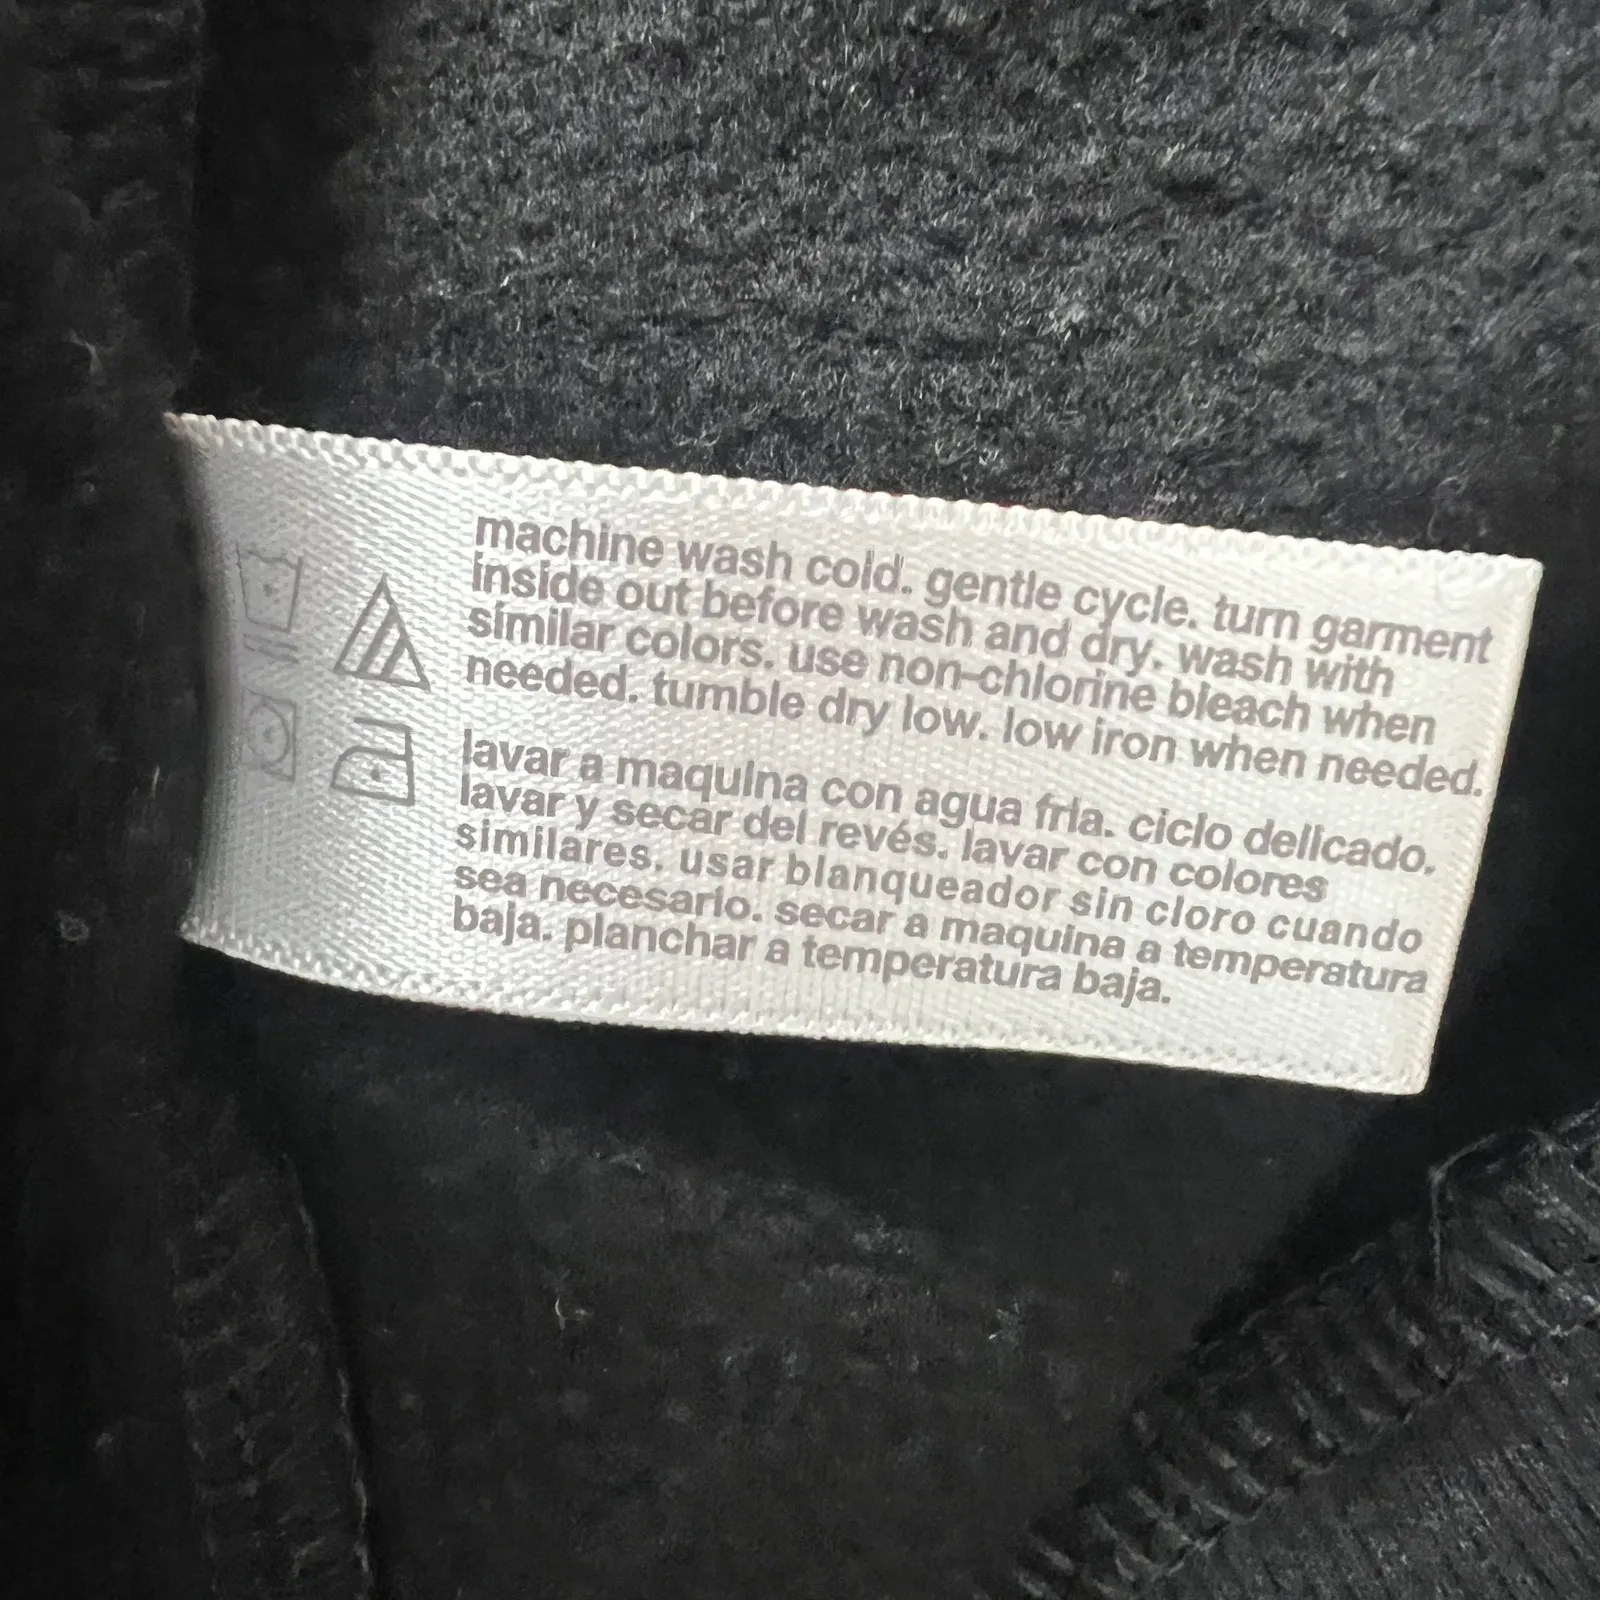 machine wash cold. gentle cycle. turn garment
inside out before wash and dry. wash with
similar colors. use non-chlorine bleach when
needed. tumble dry low. low iron when needed.
lavar a maquina con agua fria. ciclo delicado.
lavar y secar del revés. lavar con colores
similares. usar blanqueador sin cloro cuando
sea necesario. secar a maquina a temperatura
baja. planchar a temperatura baja.